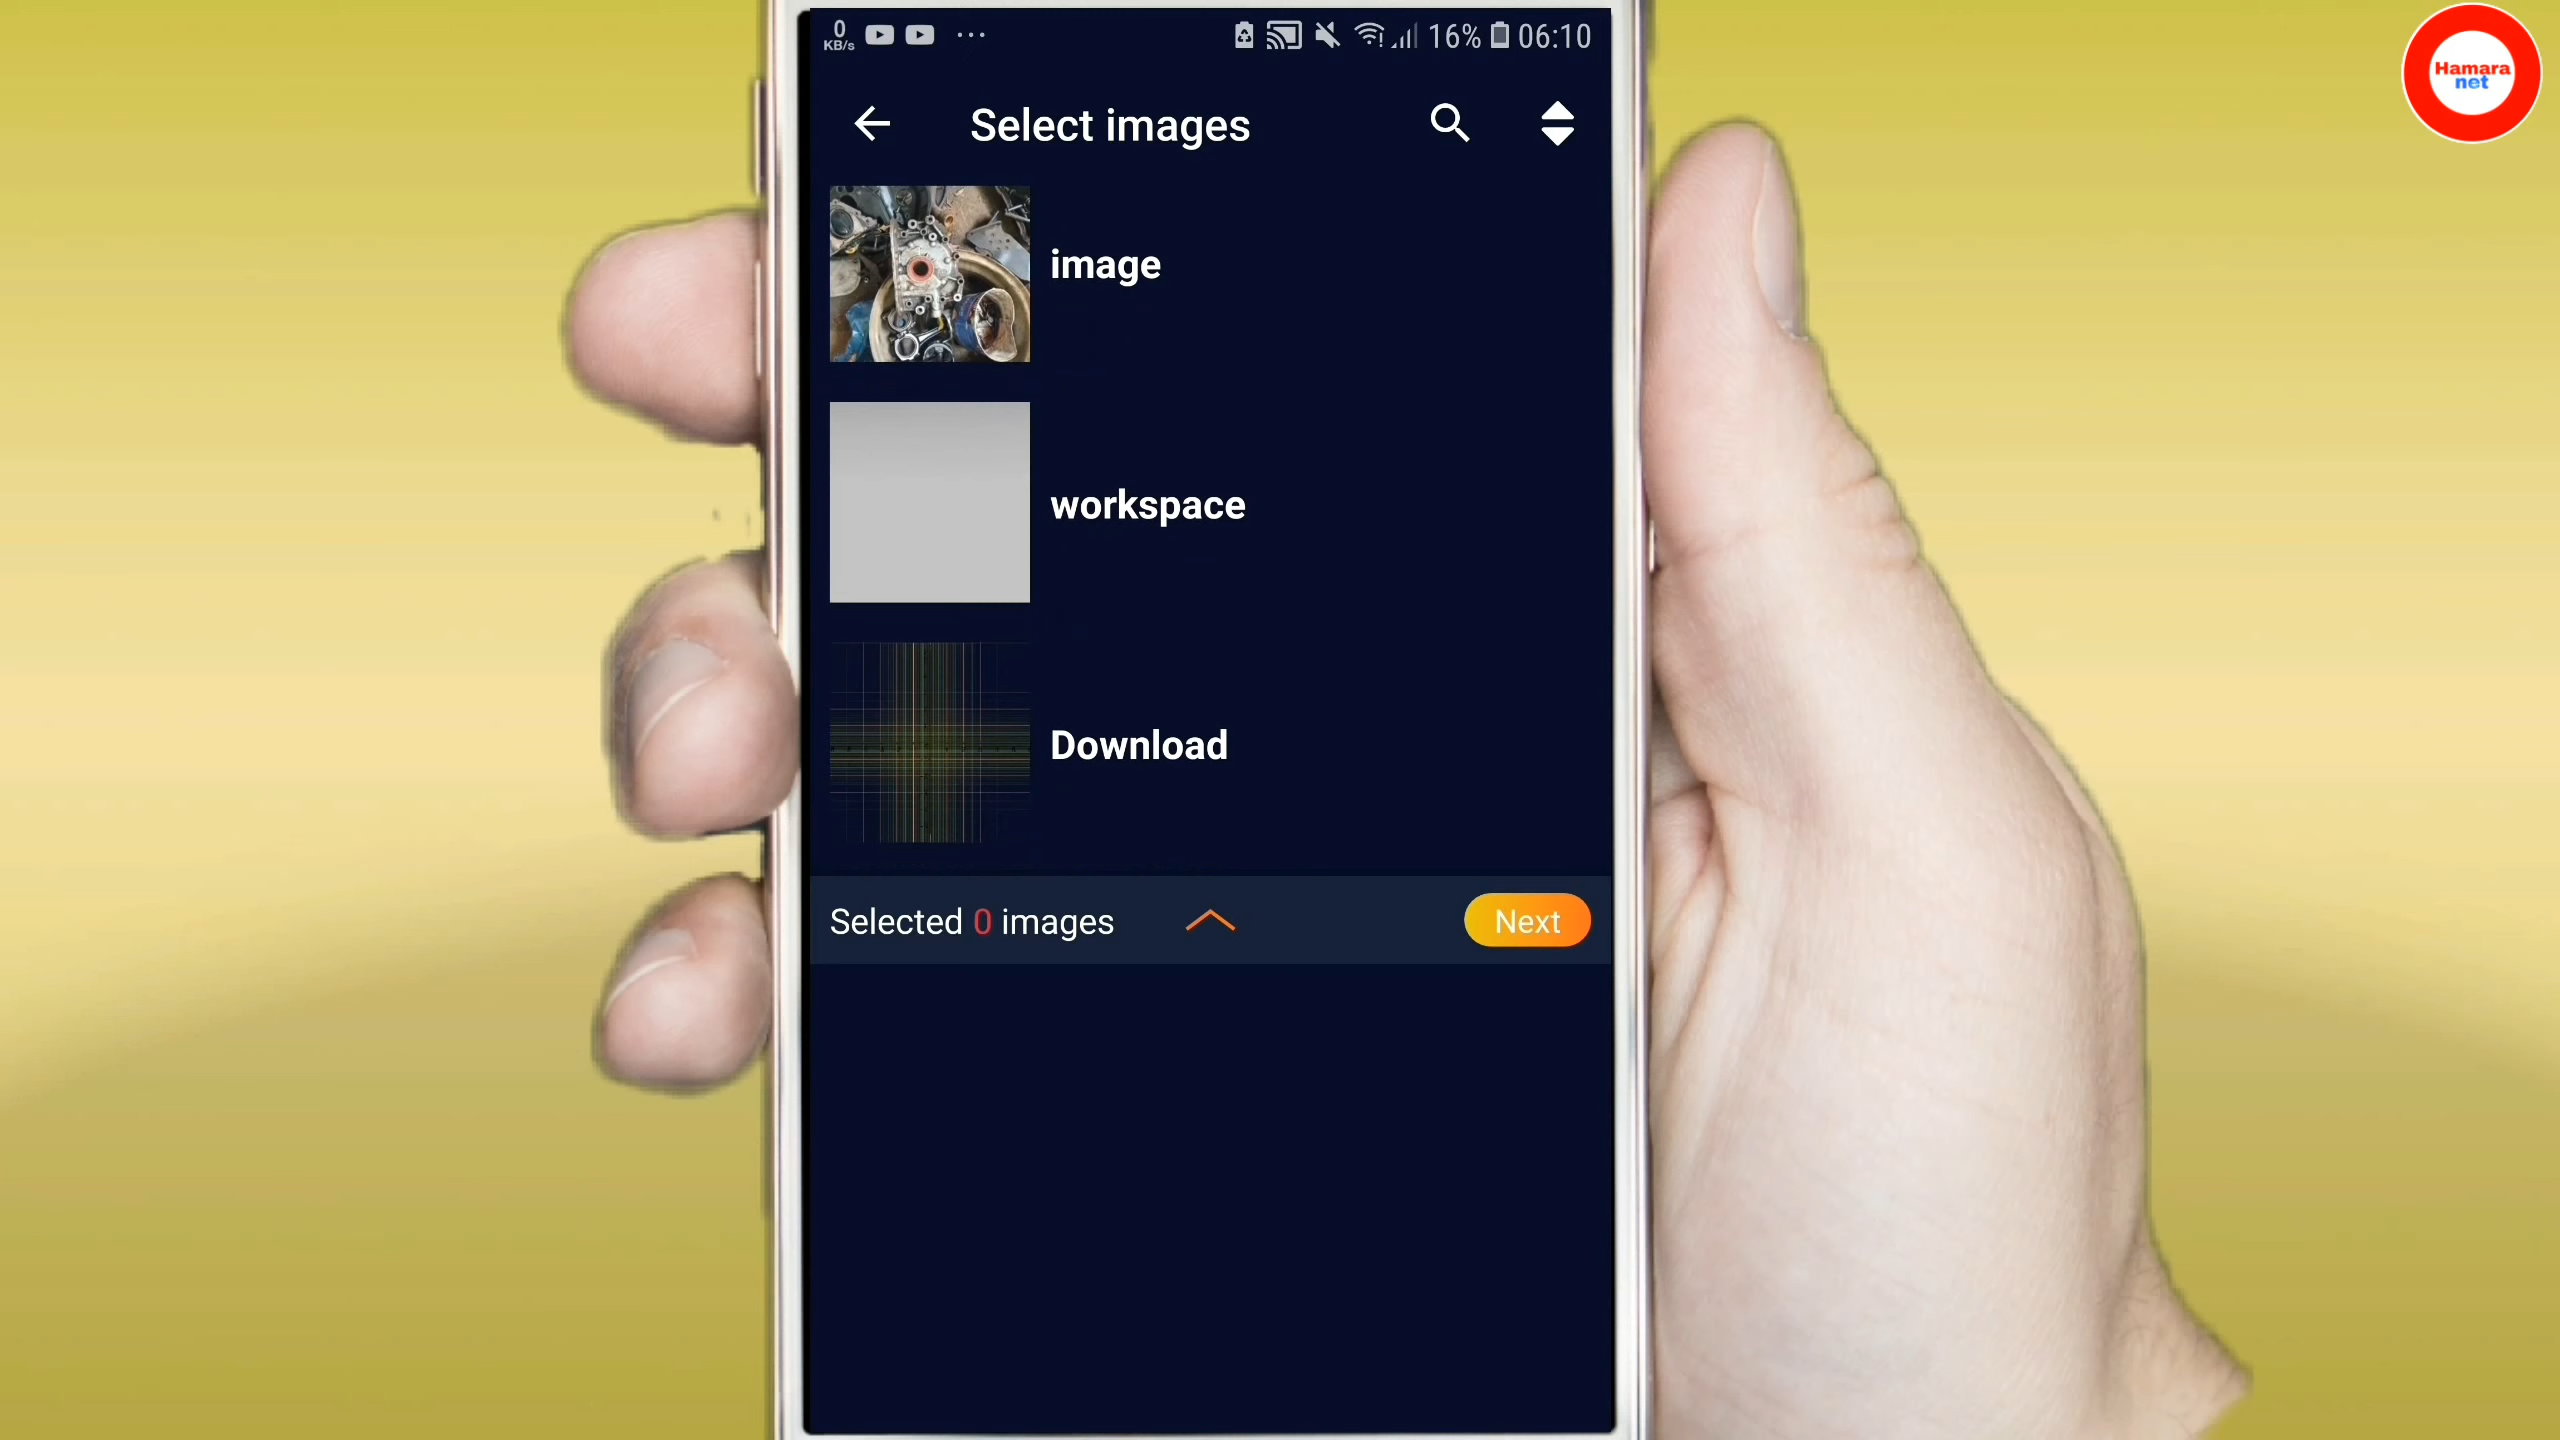 0
KB/s
16%
06:10
Hamara
net
Select images
image
workspace
Download
Selected 0 images
Next